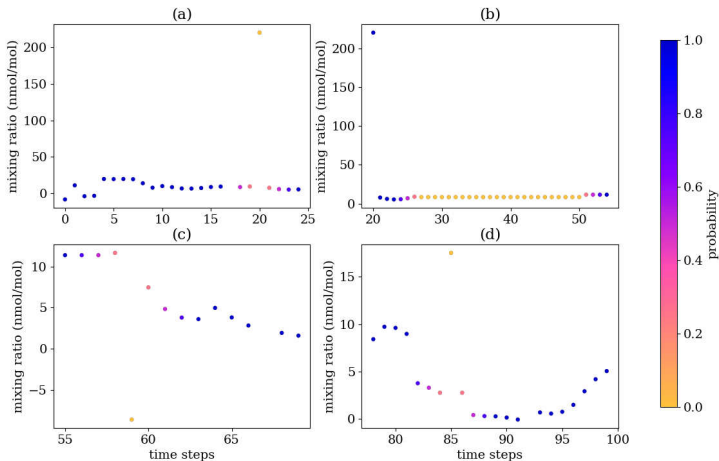 (a)
mixing ratio (nmol/mol)
200
150
100
50
0
0 5 10 15 20 25
(b)
mixing ratio (nmol/mol)
200
150
100
50
0
20 30 40 50
(c)
mixing ratio (nmol/mol)
10
5
0
−5
55 60 65
time steps
(d)
mixing ratio (nmol/mol)
15
10
5
0
80 85 90 95 100
time steps
1.0
0.8
0.6
0.4
0.2
0.0
probability